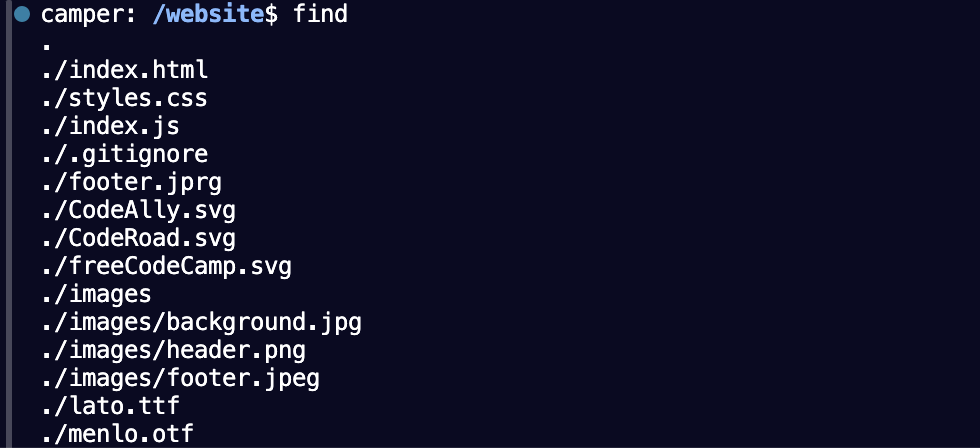 camper: /website$ find
.
./index.html
./styles.css
./index.js
./.gitignore
./footer.jprg
./CodeAlly.svg
./CodeRoad.svg
./freeCodeCamp.svg
./images
./images/background.jpg
./images/header.png
./images/footer.jpeg
./lato.ttf
./menlo.otf